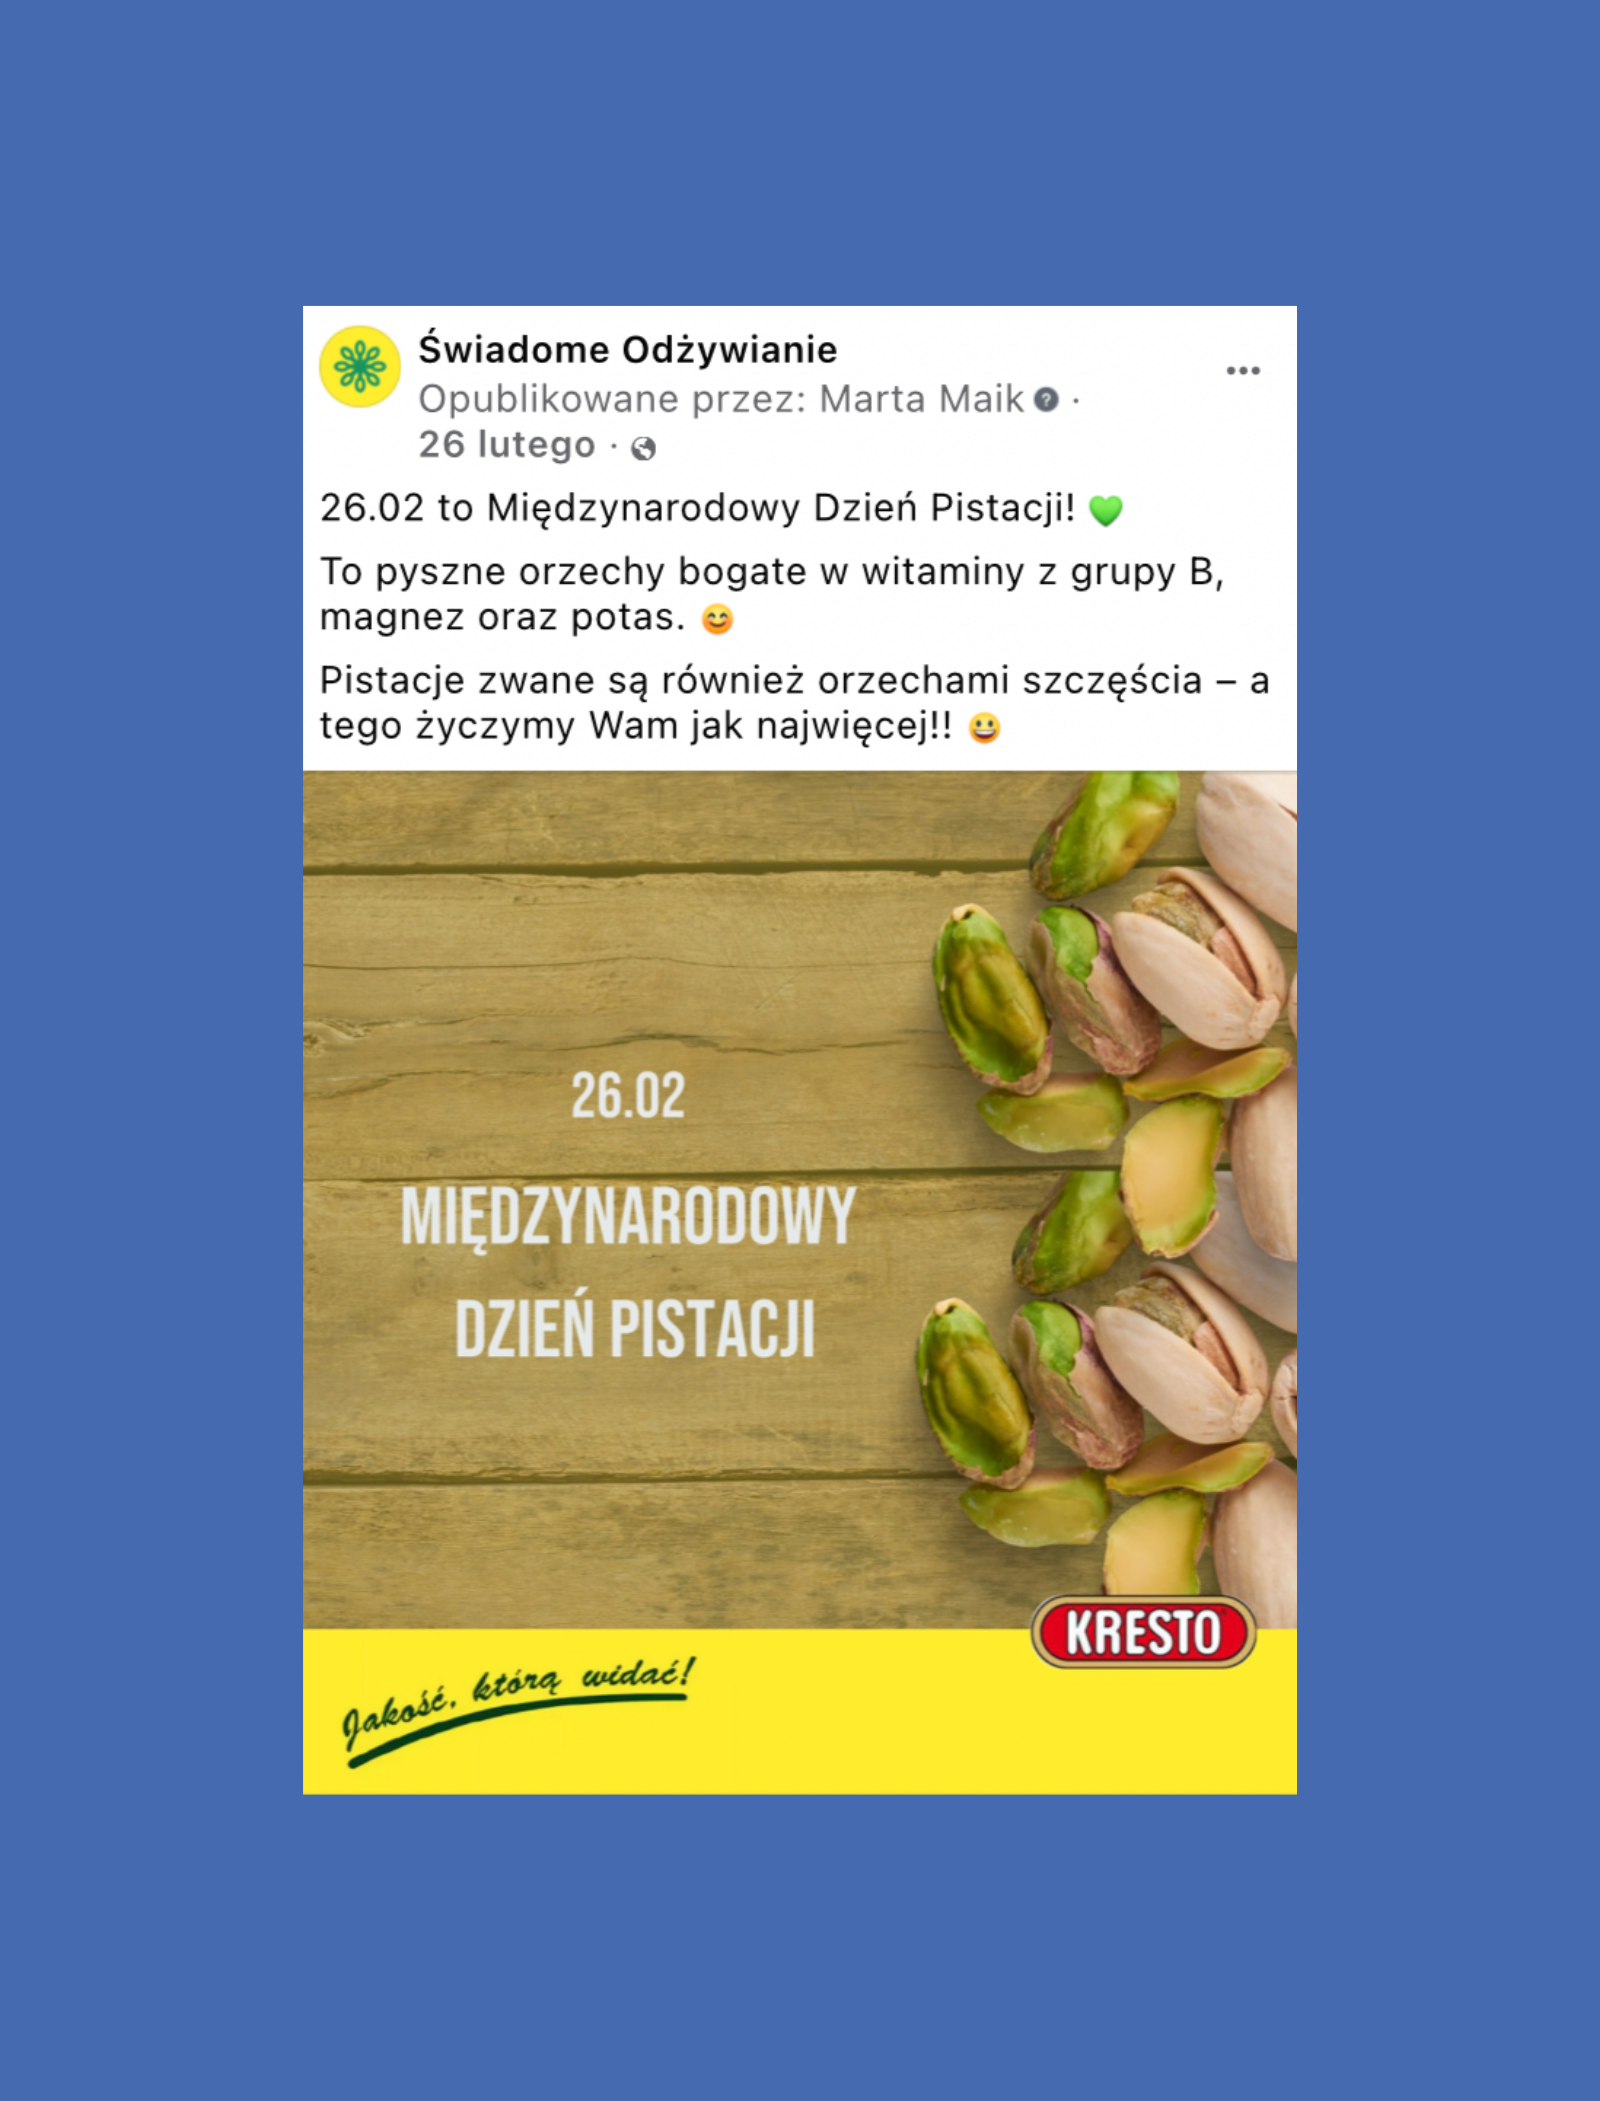 Świadome Odżywianie
Opublikowane przez: Marta Maik ·
26 lutego ·
26.02 to Międzynarodowy Dzień Pistacji! 💚
To pyszne orzechy bogate w witaminy z grupy B,
magnez oraz potas. 😊
Pistacje zwane są również orzechami szczęścia – a
tego życzymy Wam jak najwięcej!! 😀
26.02
MIĘDZYNARODOWY
DZIEŃ PISTACJI
KRESTO
Jakość, którą widać!